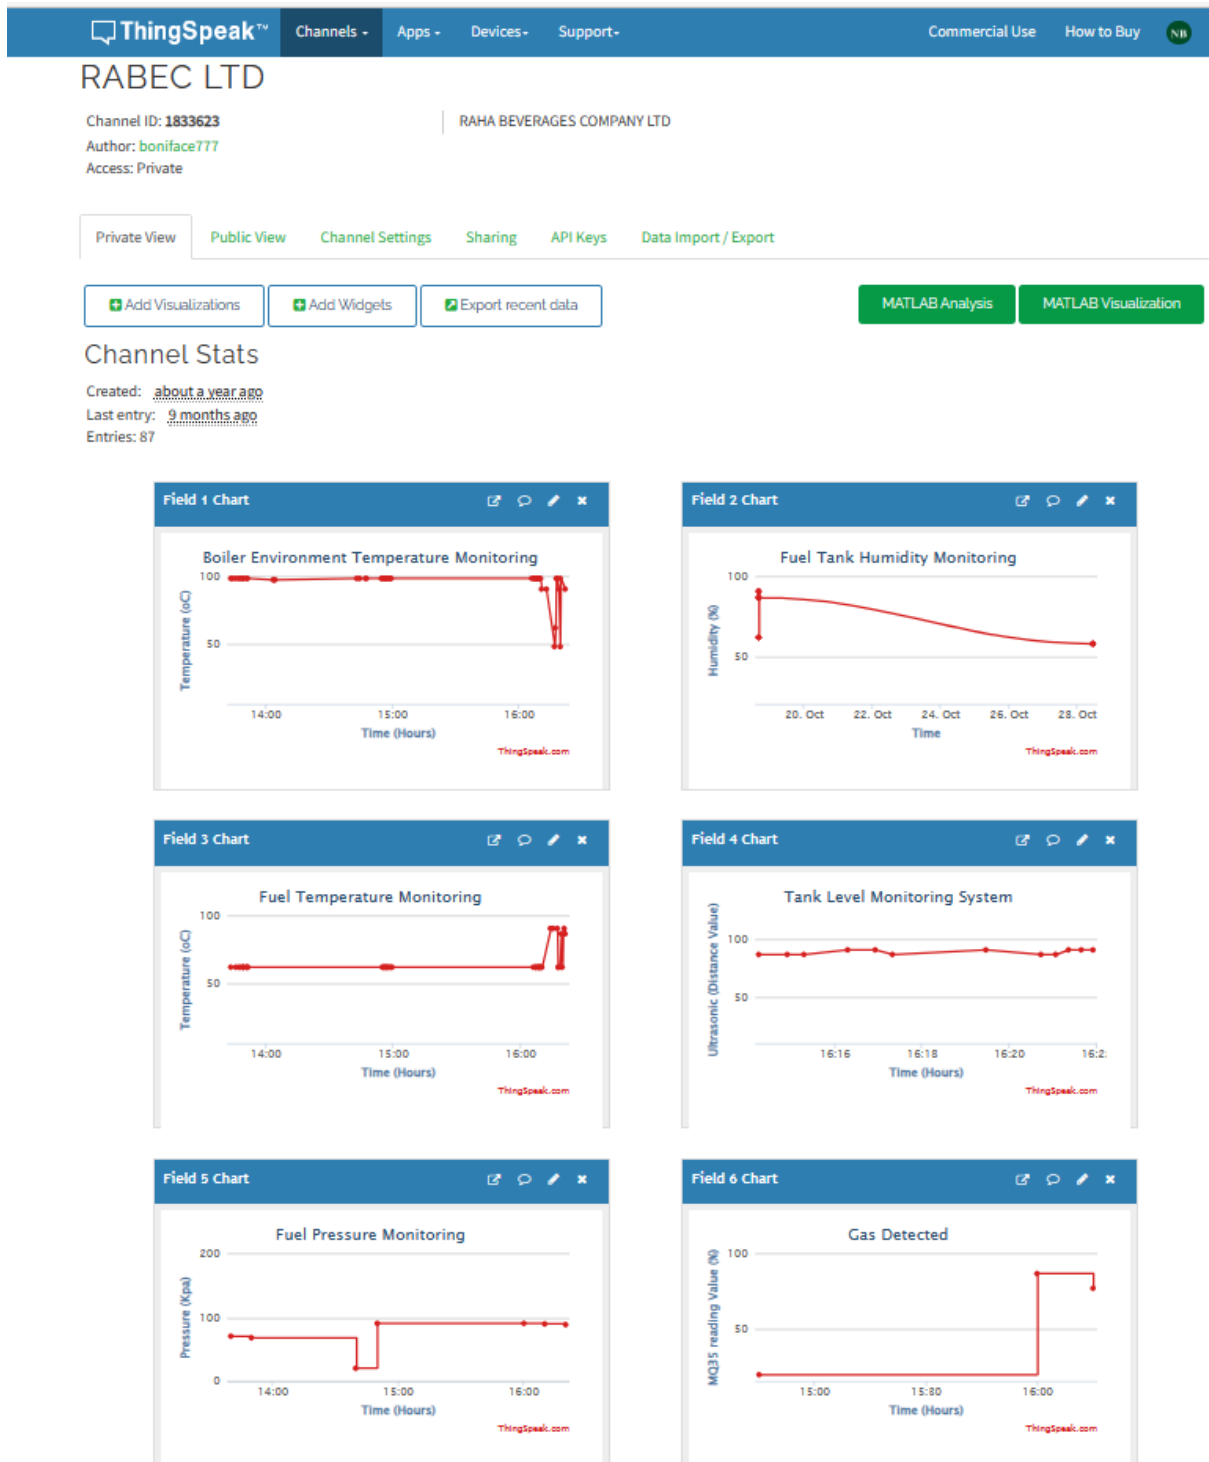 ThingSpeak™ Channels Apps Devices Support Commercial Use How to Buy NB
RABEC LTD
Channel ID: 1833623 RAHA BEVERAGES COMPANY LTD
Author: boniface777
Access: Private
Private View Public View Channel Settings Sharing API Keys Data Import / Export
Add Visualizations Add Widgets Export recent data MATLAB Analysis MATLAB Visualization
Channel Stats
Created: about a year ago
Last entry: 9 months ago
Entries: 87
Field 1 Chart
Boiler Environment Temperature Monitoring
Temperature (oC)
100
50
14:00 15:00 16:00
Time (Hours)
ThingSpeak.com
Field 2 Chart
Fuel Tank Humidity Monitoring
Humidity (%)
100
50
20. Oct 22. Oct 24. Oct 26. Oct 28. Oct
Time
ThingSpeak.com
Field 3 Chart
Fuel Temperature Monitoring
Temperature (oC)
100
50
14:00 15:00 16:00
Time (Hours)
ThingSpeak.com
Field 4 Chart
Tank Level Monitoring System
Ultrasonic (Distance Value)
100
50
16:16 16:18 16:20 16:2:
Time (Hours)
ThingSpeak.com
Field 5 Chart
Fuel Pressure Monitoring
Pressure (Kpa)
200
100
0
14:00 15:00 16:00
Time (Hours)
ThingSpeak.com
Field 6 Chart
Gas Detected
MQ35 reading Value (%)
100
50
15:00 15:80 16:00
Time (Hours)
ThingSpeak.com